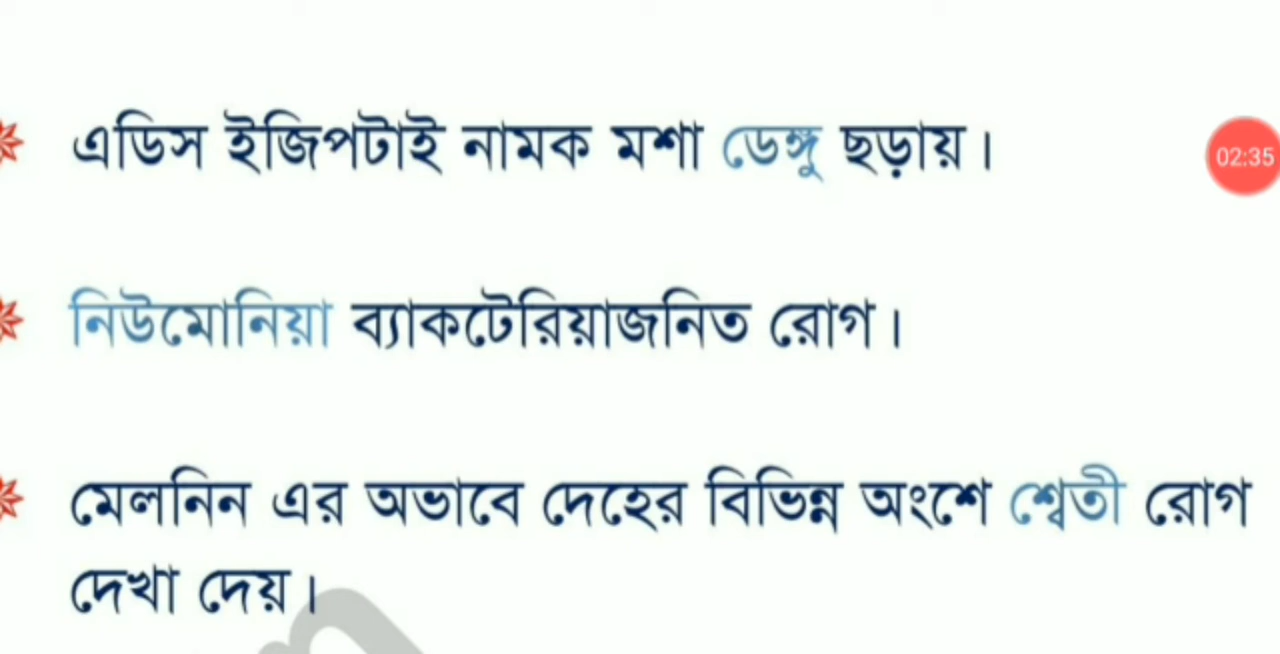 এডিস ইজিপটাই নামক মশা ডেঙ্গু ছড়ায়।
02:35
নিউমোনিয়া ব্যাকটেরিয়াজনিত রোগ।
মেলনিন এর অভাবে দেহের বিভিন্ন অংশে শ্বেতী রোগ
দেখা দেয়।